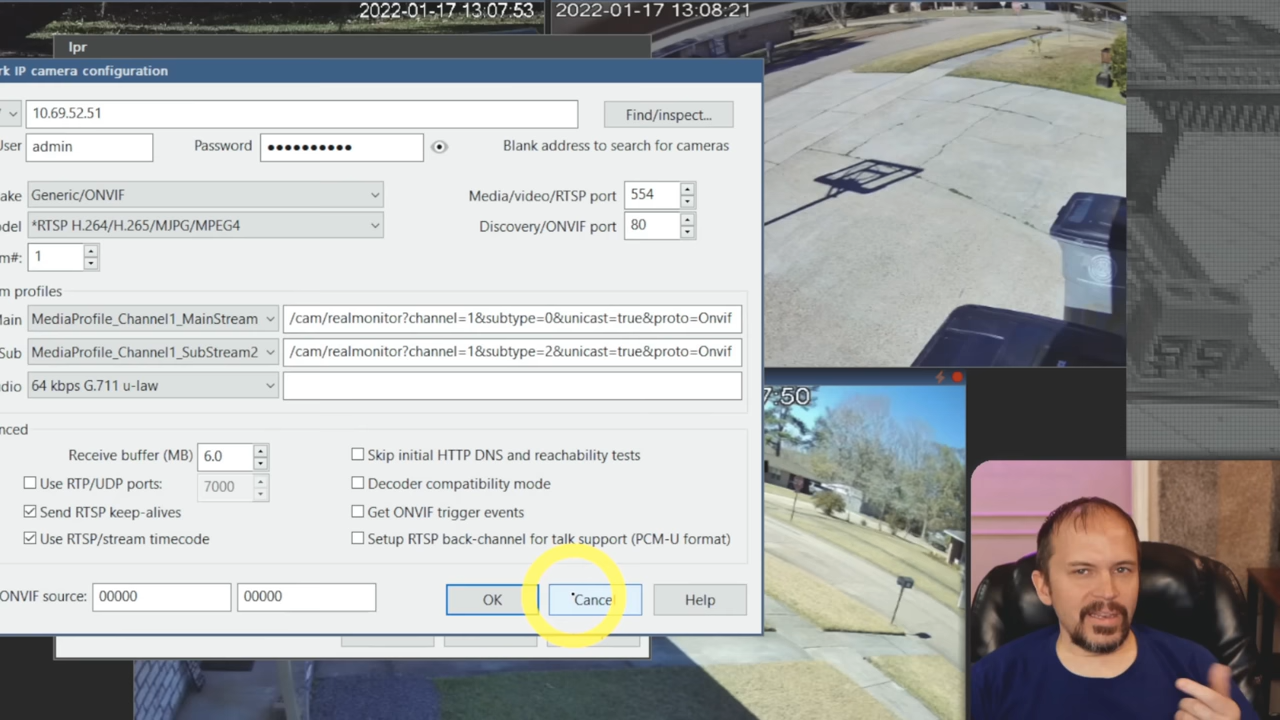 2022-01-17 13:07:53
2022-01-17 13:08:21
lpr
rk IP camera configuration
10.69.52.51
Find/inspect...
User
admin
Password
●●●●●●●●●●
Blank address to search for cameras
ake
Generic/ONVIF
Media/video/RTSP port
554
del
*RTSP H.264/H.265/MJPG/MPEG4
Discovery/ONVIF port
80
m#:
1
m profiles
Main
MediaProfile_Channel1_MainStream
/cam/realmonitor?channel=1&subtype=0&unicast=true&proto=Onvif
Sub
MediaProfile_Channel1_SubStream2
/cam/realmonitor?channel=1&subtype=2&unicast=true&proto=Onvif
dio
64 kbps G.711 u-law
7:50
nced
Receive buffer (MB)
6.0
Skip initial HTTP DNS and reachability tests
Use RTP/UDP ports:
7000
Decoder compatibility mode
Send RTSP keep-alives
Get ONVIF trigger events
Use RTSP/stream timecode
Setup RTSP back-channel for talk support (PCM-U format)
ONVIF source:
00000
00000
OK
Cancel
Help